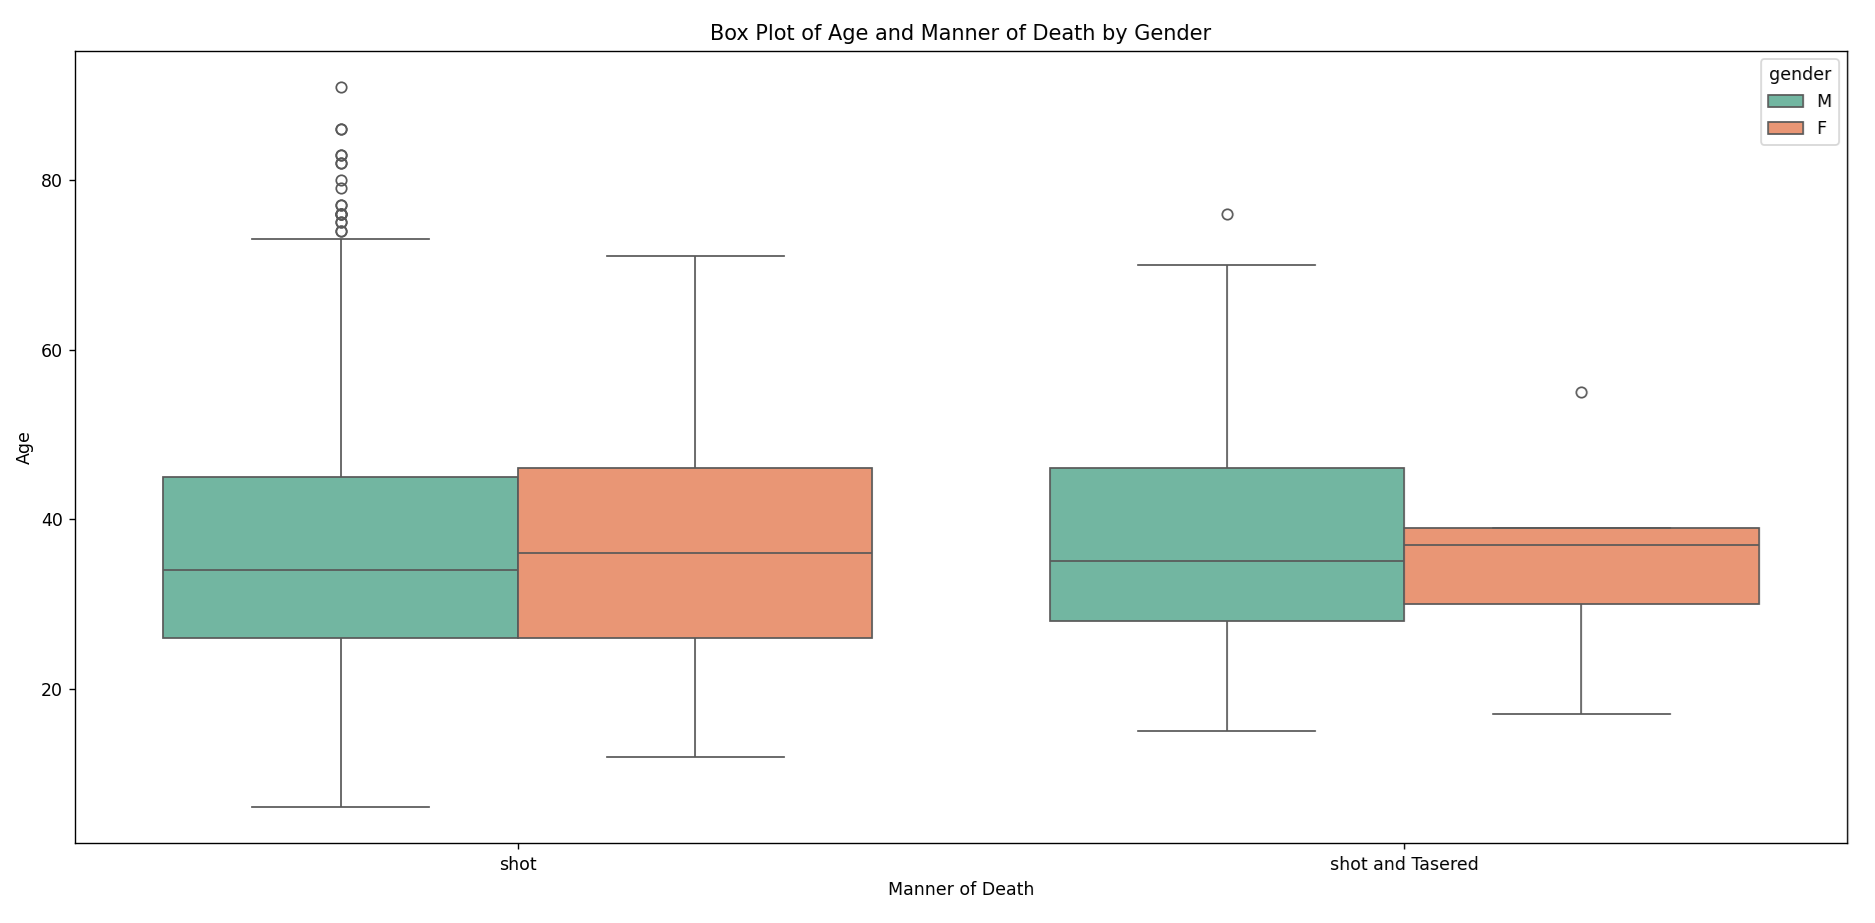 Box Plot of Age and Manner of Death by Gender
gender
M
F
80
60
40
20
Age
shot
shot and Tasered
Manner of Death